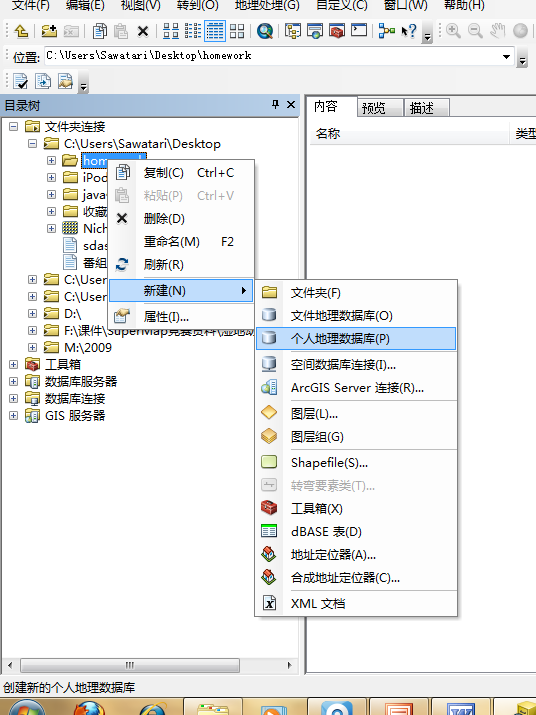 文件(F) 编辑(E) 视图(V) 转到(O) 地理处理(G) 自定义(C) 窗口(W) 帮助(H)
位置: C:\Users\Sawatari\Desktop\homework
目录树
内容 预览 描述
名称 类型
文件夹连接
C:\Users\Sawatari\Desktop
iPod
java
收藏
Nich
sdas
番组
C:\Users
C:\Users
D:\
F:\课件\SuperMap竞赛资料\湿地动
M:\2009
工具箱
数据库服务器
数据库连接
GIS 服务器
复制(C) Ctrl+C
粘贴(P) Ctrl+V
删除(D)
重命名(M) F2
刷新(R)
新建(N)
属性(I)...
文件夹(F)
文件地理数据库(O)
个人地理数据库(P)
空间数据库连接(I)...
ArcGIS Server 连接(R)...
图层(L)...
图层组(G)
Shapefile(S)...
转弯要素类(T)...
工具箱(X)
dBASE 表(D)
地址定位器(A)...
合成地址定位器(C)...
XML 文档
创建新的个人地理数据库